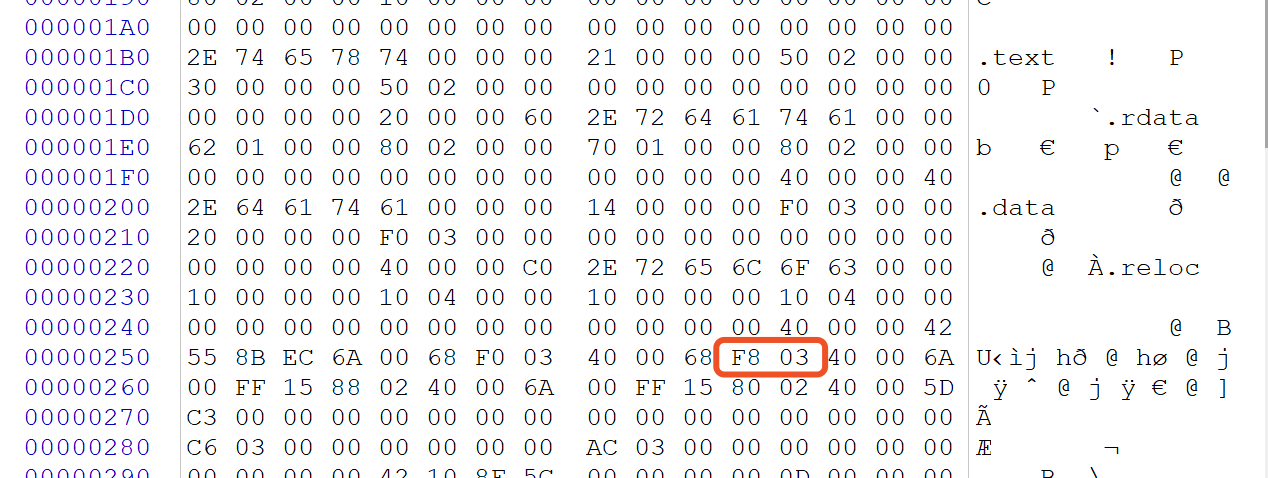 000001A0 00 00 00 00 00 00 00 00 00 00 00 00 00 00 00 00
000001B0 2E 74 65 78 74 00 00 00 21 00 00 00 50 02 00 00 .text ! P
000001C0 30 00 00 00 50 02 00 00 00 00 00 00 00 00 00 00 0 P
000001D0 00 00 00 00 20 00 00 60 2E 72 64 61 74 61 00 00 `.rdata
000001E0 62 01 00 00 80 02 00 00 70 01 00 00 80 02 00 00 b € p €
000001F0 00 00 00 00 00 00 00 00 00 00 00 00 40 00 00 40 @ @
00000200 2E 64 61 74 61 00 00 00 14 00 00 00 F0 03 00 00 .data ð
00000210 20 00 00 00 F0 03 00 00 00 00 00 00 00 00 00 00 ð
00000220 00 00 00 00 40 00 00 C0 2E 72 65 6C 6F 63 00 00 @ À.reloc
00000230 10 00 00 00 10 04 00 00 10 00 00 00 10 04 00 00
00000240 00 00 00 00 00 00 00 00 00 00 00 00 40 00 00 42 @ B
00000250 55 8B EC 6A 00 68 F0 03 40 00 68 F8 03 40 00 6A U‹ìj hð @ hø @ j
00000260 00 FF 15 88 02 40 00 6A 00 FF 15 80 02 40 00 5D ÿ ˆ @ j ÿ € @ ]
00000270 C3 00 00 00 00 00 00 00 00 00 00 00 00 00 00 00 Ã
00000280 C6 03 00 00 00 00 00 00 AC 03 00 00 00 00 00 00 Æ ¬